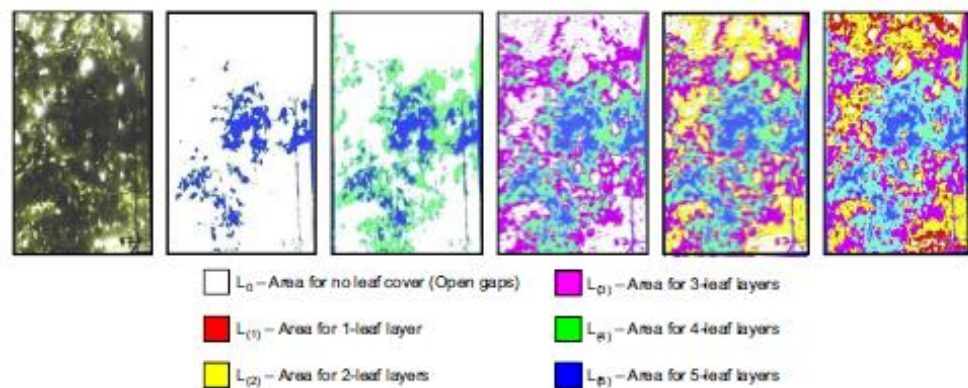 L₀ – Area for no leaf cover (Open gaps)
L₍₁₎ – Area for 1-leaf layer
L₍₂₎ – Area for 2-leaf layers
L₍₃₎ – Area for 3-leaf layers
L₍₄₎ – Area for 4-leaf layers
L₍₅₎ – Area for 5-leaf layers